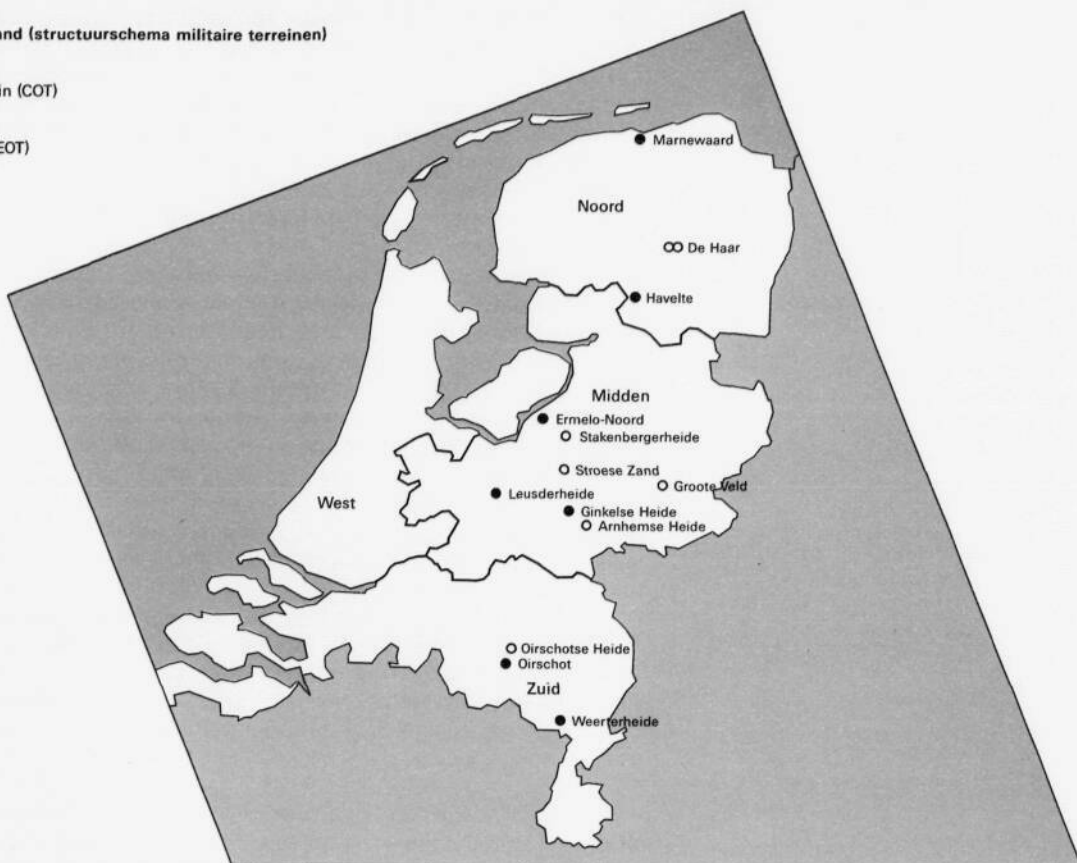 and (structuurschema militaire terreinen)
in (COT)
EOT)
Marnewaard
Noord
De Haar
Havelte
Midden
Ermelo-Noord
Stakenbergerheide
Stroese Zand
Groote Veld
Leusderheide
West
Ginkelse Heide
Arnhemse Heide
Oirschotse Heide
Oirschot
Zuid
Weerterheide